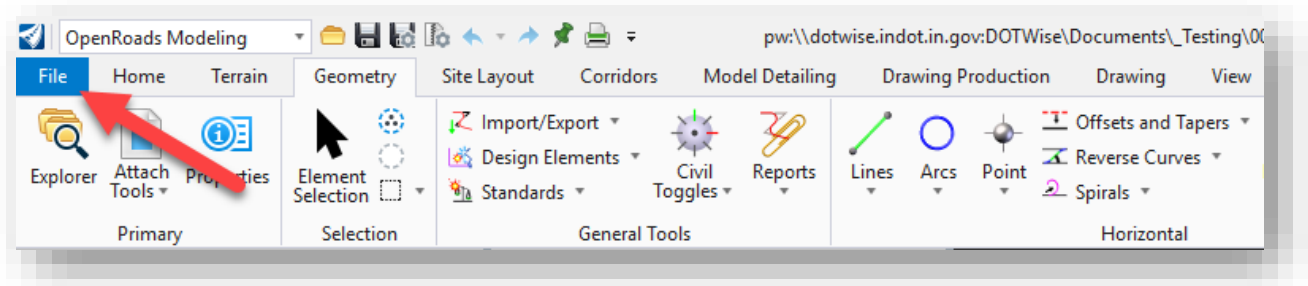 OpenRoads Modeling pw:\\dotwise.indot.in.gov:DOTWise\Documents\_Testing\00
File Home Terrain Geometry Site Layout Corridors Model Detailing Drawing Production Drawing View
Explorer Attach Tools Properties Element Selection Import/Export Design Elements Standards Civil Toggles Reports Lines Arcs Point Offsets and Tapers Reverse Curves Spirals
Primary Selection General Tools Horizontal